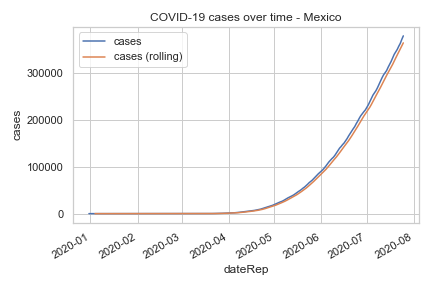 COVID-19 cases over time - Mexico
cases
cases (rolling)
300000
200000
100000
0
cases
2020-01
2020-02
2020-03
2020-04
2020-05
2020-06
2020-07
2020-08
dateRep